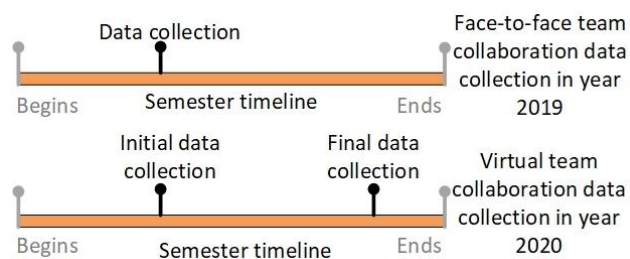 Data collection
Face-to-face team
collaboration data
collection in year
2019
Begins
Semester timeline
Ends
Initial data
collection
Final data
collection
Virtual team
collaboration data
collection in year
2020
Begins
Semester timeline
Ends